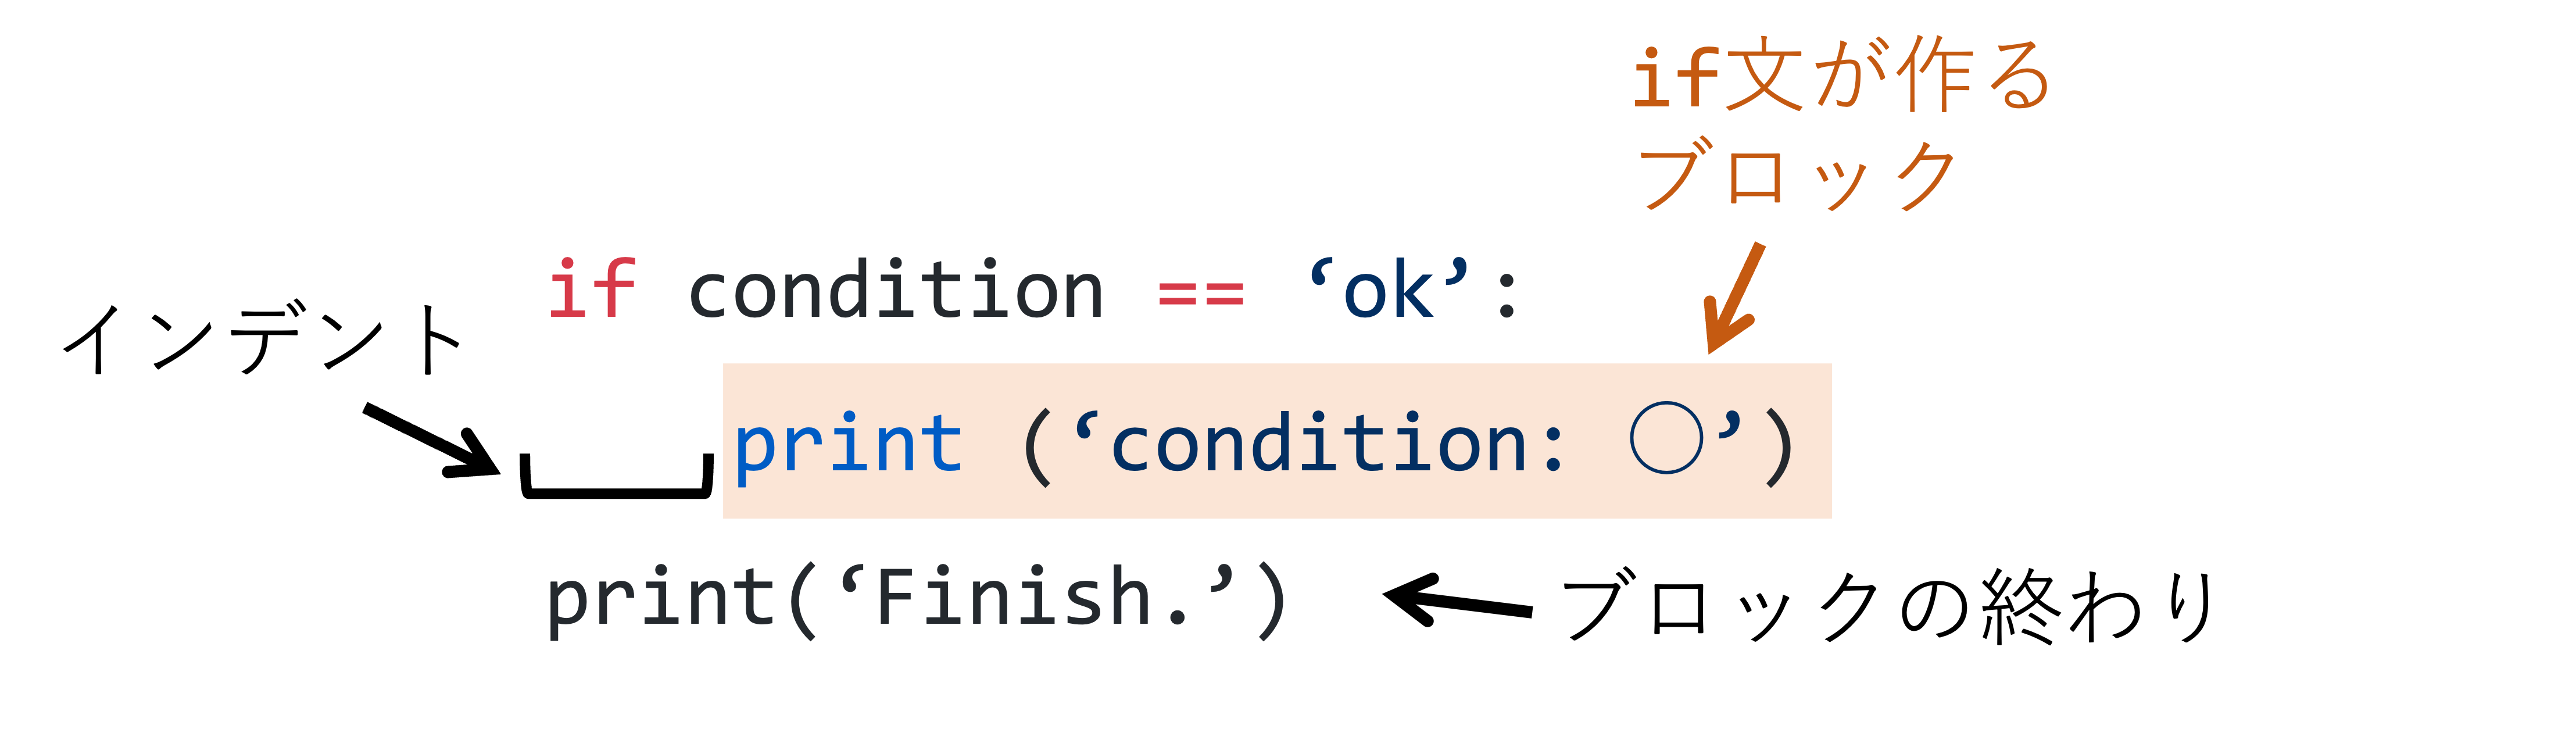 if文が作る
ブロック
if condition == ‘ok’:
インデント
print (‘condition: ◯’)
print(‘Finish.’)
ブロックの終わり